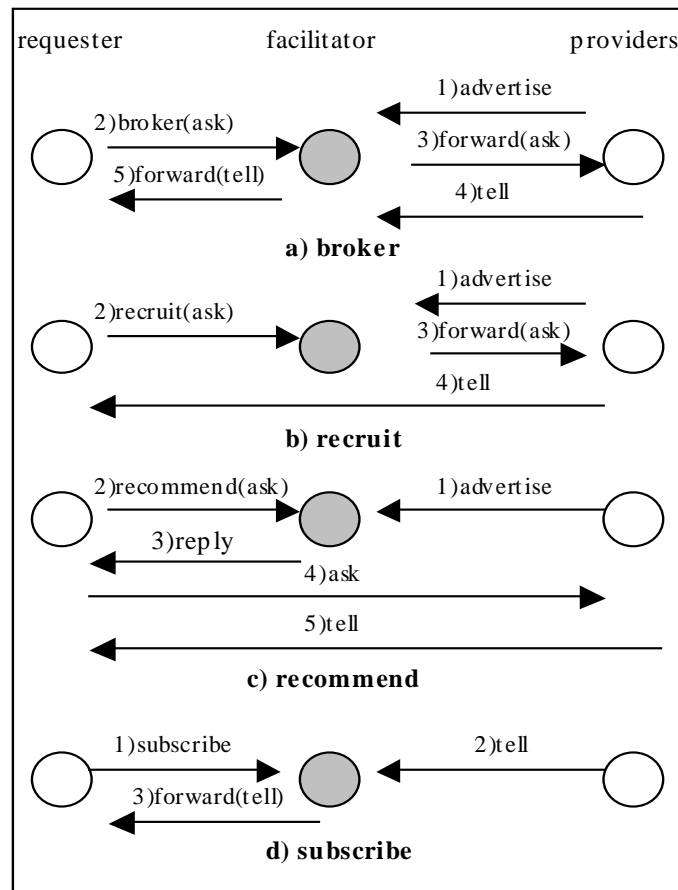 requester facilitator providers
1)advertise
2)broker(ask)
3)forward(ask)
5)forward(tell)
4)tell
a) broker
1)advertise
2)recruit(ask)
3)forward(ask)
4)tell
b) recruit
2)recommend(ask) 1)advertise
3)reply
4)ask
5)tell
c) recommend
1)subscribe 2)tell
3)forward(tell)
d) subscribe